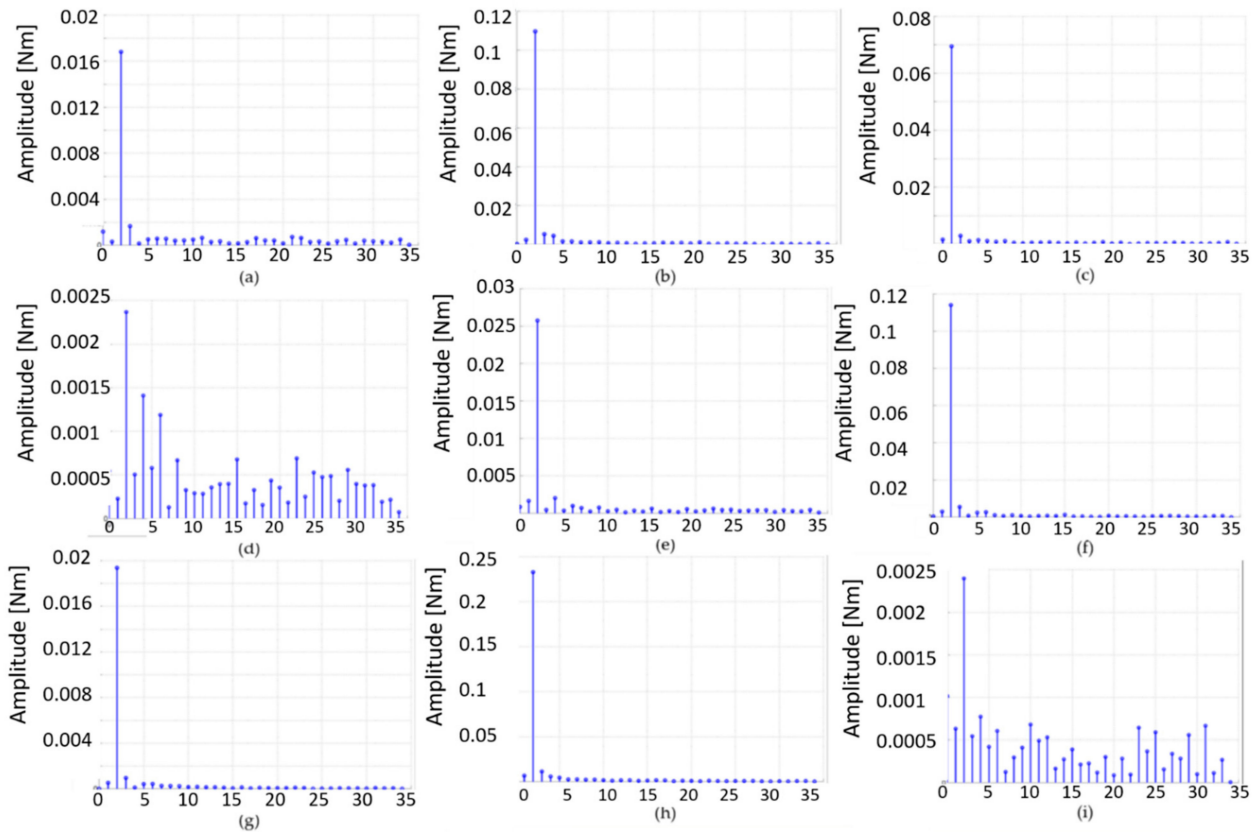 Amplitude [Nm]
0.02
0.016
0.012
0.008
0.004
0 5 10 15 20 25 30 35
(a)
Amplitude [Nm]
0.12
0.1
0.08
0.06
0.04
0.02
0 5 10 15 20 25 30 35
(b)
Amplitude [Nm]
0.08
0.06
0.04
0.02
0 5 10 15 20 25 30 35
(c)
Amplitude [Nm]
0.0025
0.002
0.0015
0.001
0.0005
0 5 10 15 20 25 30 35
(d)
Amplitude [Nm]
0.03
0.025
0.02
0.015
0.01
0.005
0 5 10 15 20 25 30 35
(e)
Amplitude [Nm]
0.12
0.1
0.08
0.06
0.04
0.02
0 5 10 15 20 25 30 35
(f)
Amplitude [Nm]
0.02
0.016
0.012
0.008
0.004
0 5 10 15 20 25 30 35
(g)
Amplitude [Nm]
0.25
0.2
0.15
0.1
0.05
0 5 10 15 20 25 30 35
(h)
Amplitude [Nm]
0.0025
0.002
0.0015
0.001
0.0005
0 5 10 15 20 25 30 35
(i)